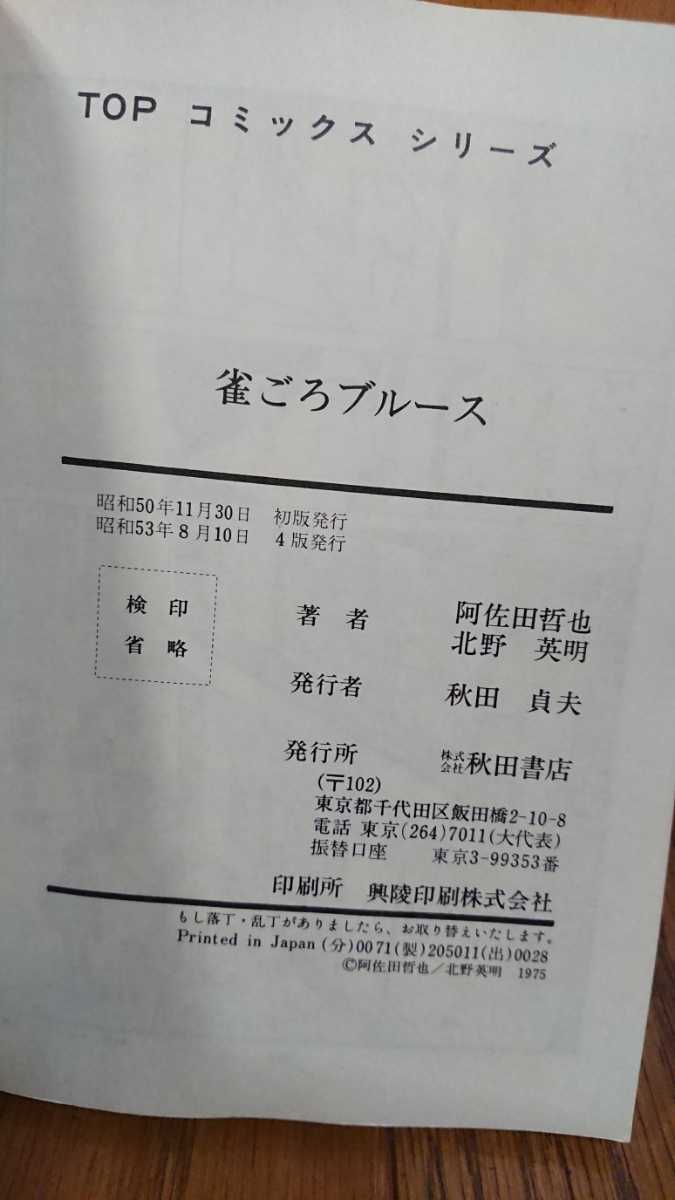 TOP コミックス シリーズ
雀ごろブルース
昭和50年11月30日 初版発行
昭和53年8月10日 4版発行
検印
省略
著者 阿佐田哲也
北野 英明
発行者 秋田 貞夫
発行所 株式会社秋田書店
(〒102)
東京都千代田区飯田橋2-10-8
電話 東京(264)7011(大代表)
振替口座 東京3-99353番
印刷所 興陵印刷株式会社
もし落丁・乱丁がありましたら、お取り替えいたします。
Printed in Japan (分)0071(製)205011(出)0028
©阿佐田哲也/北野英明 1975